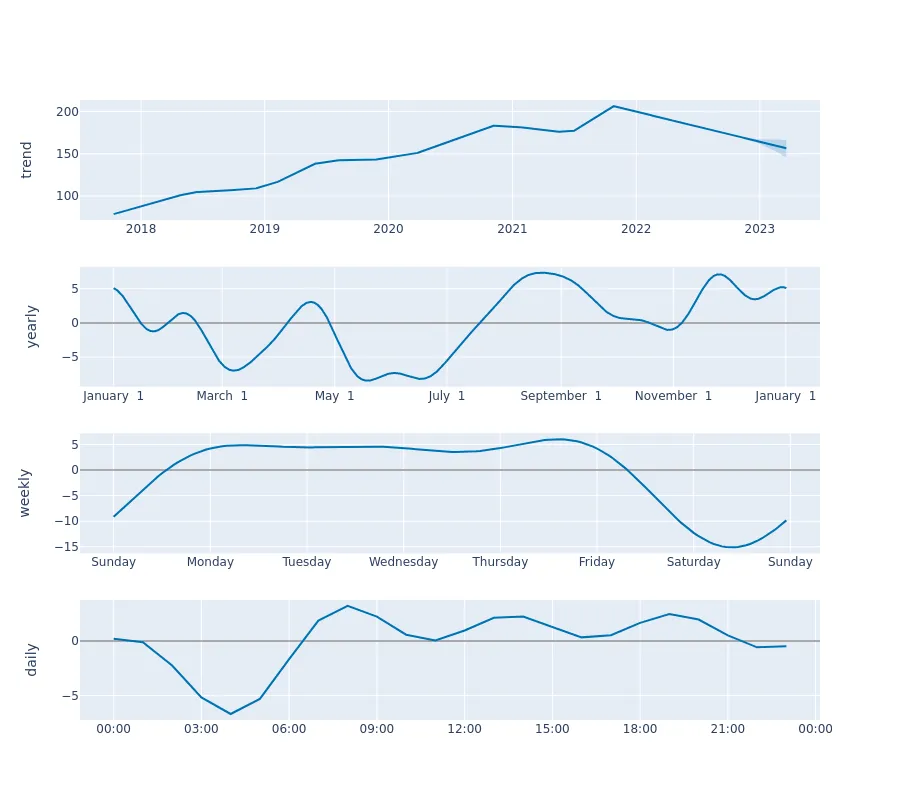 trend
200
150
100
2018 2019 2020 2021 2022 2023
yearly
5
0
−5
January 1 March 1 May 1 July 1 September 1 November 1 January 1
weekly
5
0
−5
−10
−15
Sunday Monday Tuesday Wednesday Thursday Friday Saturday Sunday
daily
0
−5
00:00 03:00 06:00 09:00 12:00 15:00 18:00 21:00 00:00